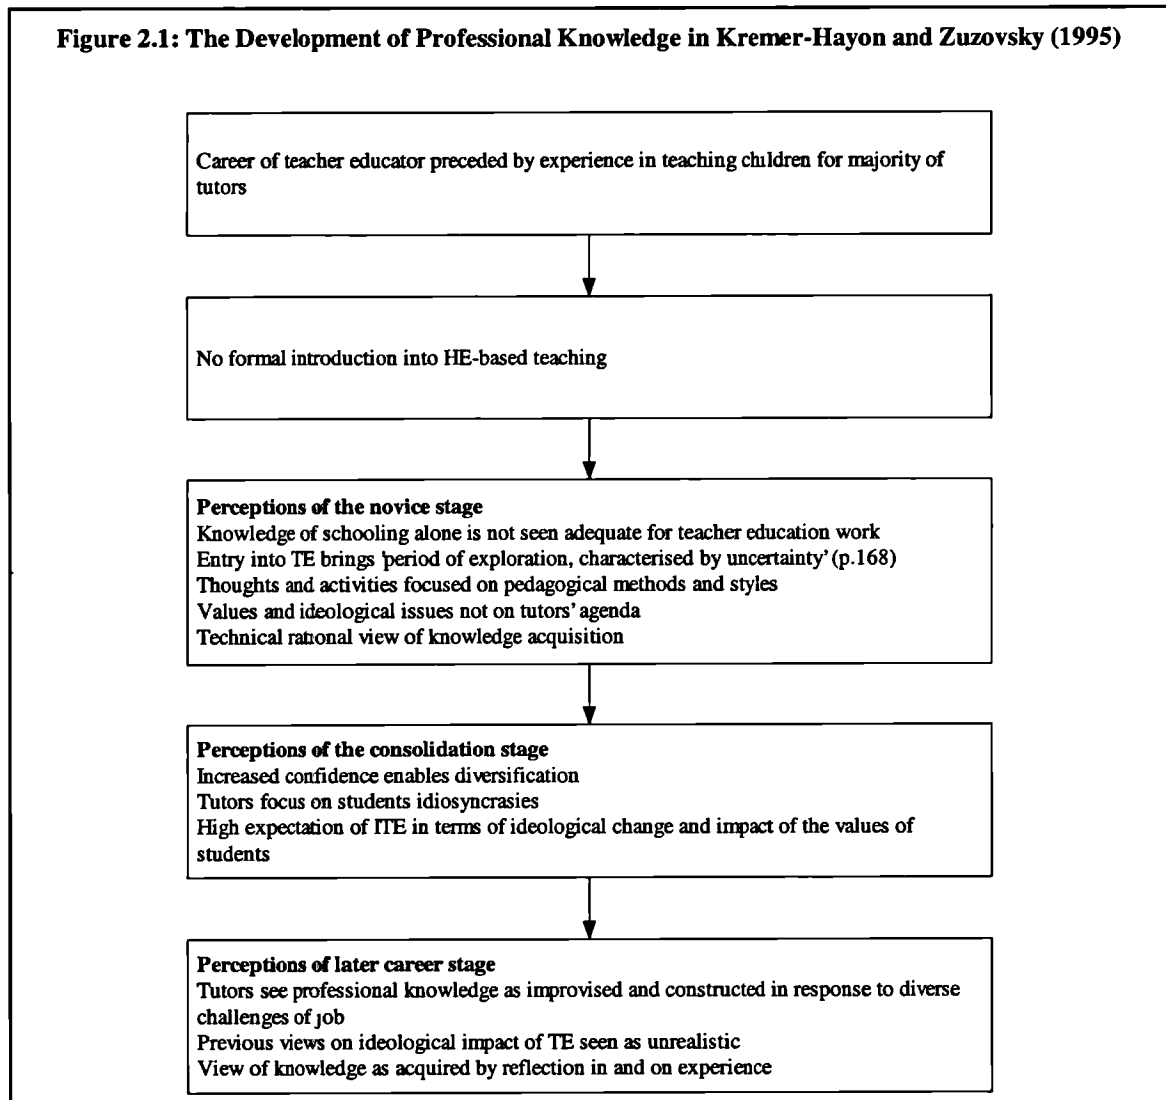 Figure 2.1: The Development of Professional Knowledge in Kremer-Hayon and Zuzovsky (1995)
Career of teacher educator preceded by experience in teaching children for majority of
tutors
No formal introduction into HE-based teaching
Perceptions of the novice stage
Knowledge of schooling alone is not seen adequate for teacher education work
Entry into TE brings 'period of exploration, characterised by uncertainty' (p.168)
Thoughts and activities focused on pedagogical methods and styles
Values and ideological issues not on tutors' agenda
Technical rational view of knowledge acquisition
Perceptions of the consolidation stage
Increased confidence enables diversification
Tutors focus on students idiosyncrasies
High expectation of ITE in terms of ideological change and impact of the values of
students
Perceptions of later career stage
Tutors see professional knowledge as improvised and constructed in response to diverse
challenges of job
Previous views on ideological impact of TE seen as unrealistic
View of knowledge as acquired by reflection in and on experience